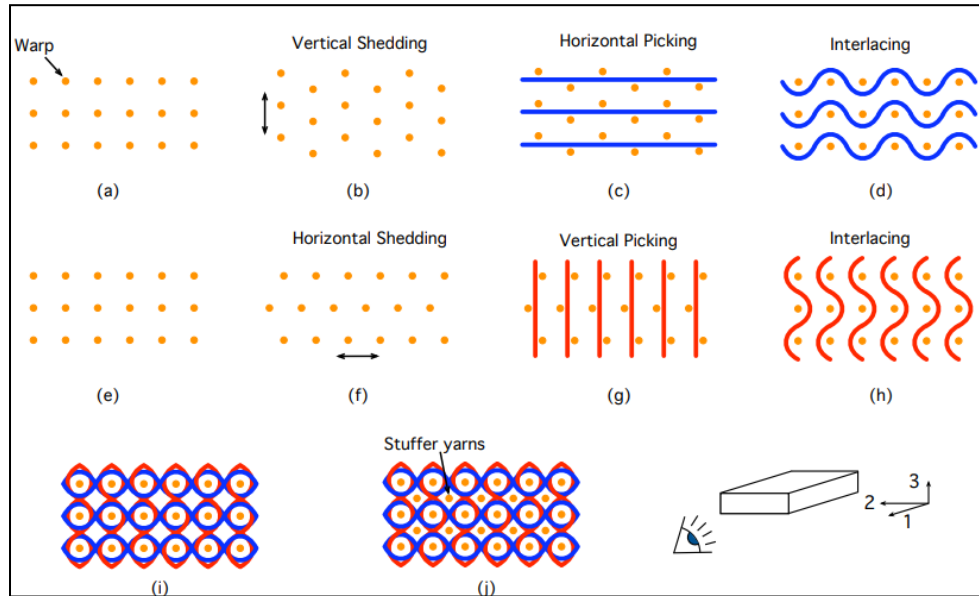 Warp
Vertical Shedding
Horizontal Picking
Interlacing
(a)
(b)
(c)
(d)
Horizontal Shedding
Vertical Picking
Interlacing
(e)
(f)
(g)
(h)
Stuffer yarns
3
2
1
(i)
(j)